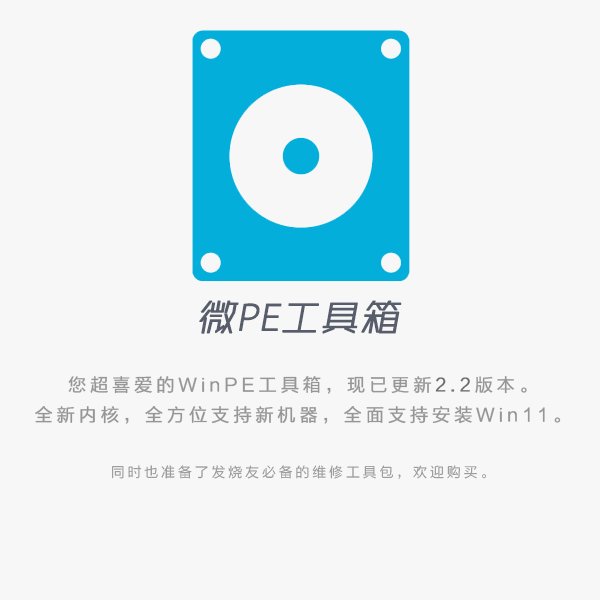 微PE工具箱
您超喜爱的WinPE工具箱，现已更新2.2版本。
全新内核，全方位支持新机器，全面支持安装Win11。
同时也准备了发烧友必备的维修工具包，欢迎购买。